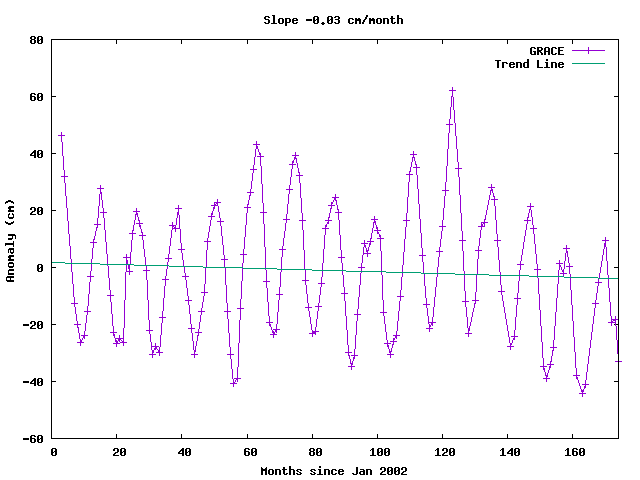 Slope -0.03 cm/month
80
60
40
20
0
-20
-40
-60
Anomaly (cm)
GRACE
Trend Line
0 20 40 60 80 100 120 140 160
Months since Jan 2002